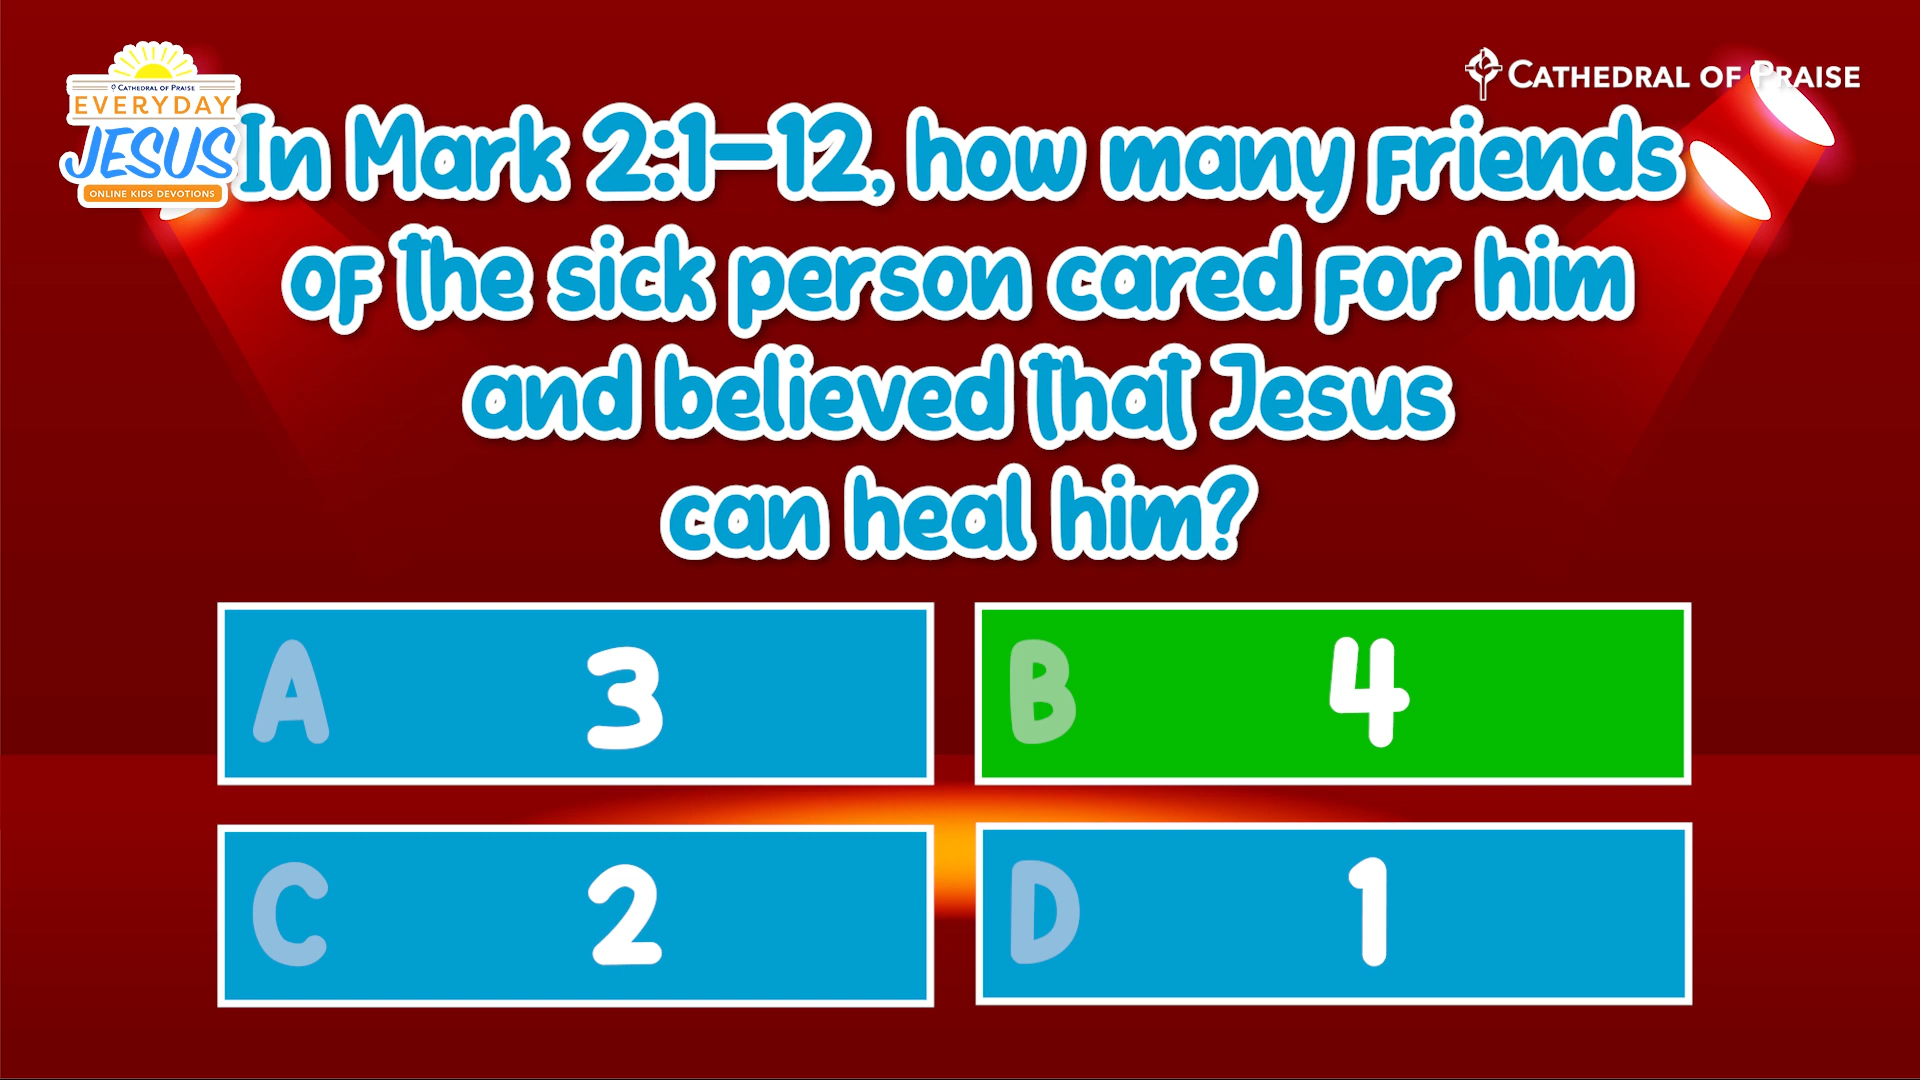 CATHEDRAL OF PRAISE
EVERYDAY
JESUS
ONLINE KIDS DEVOTIONS
CATHEDRAL OF PRAISE
In Mark 2:1–12, how many friends
of the sick person cared for him
and believed that Jesus
can heal him?
A 3
B 4
C 2
D 1